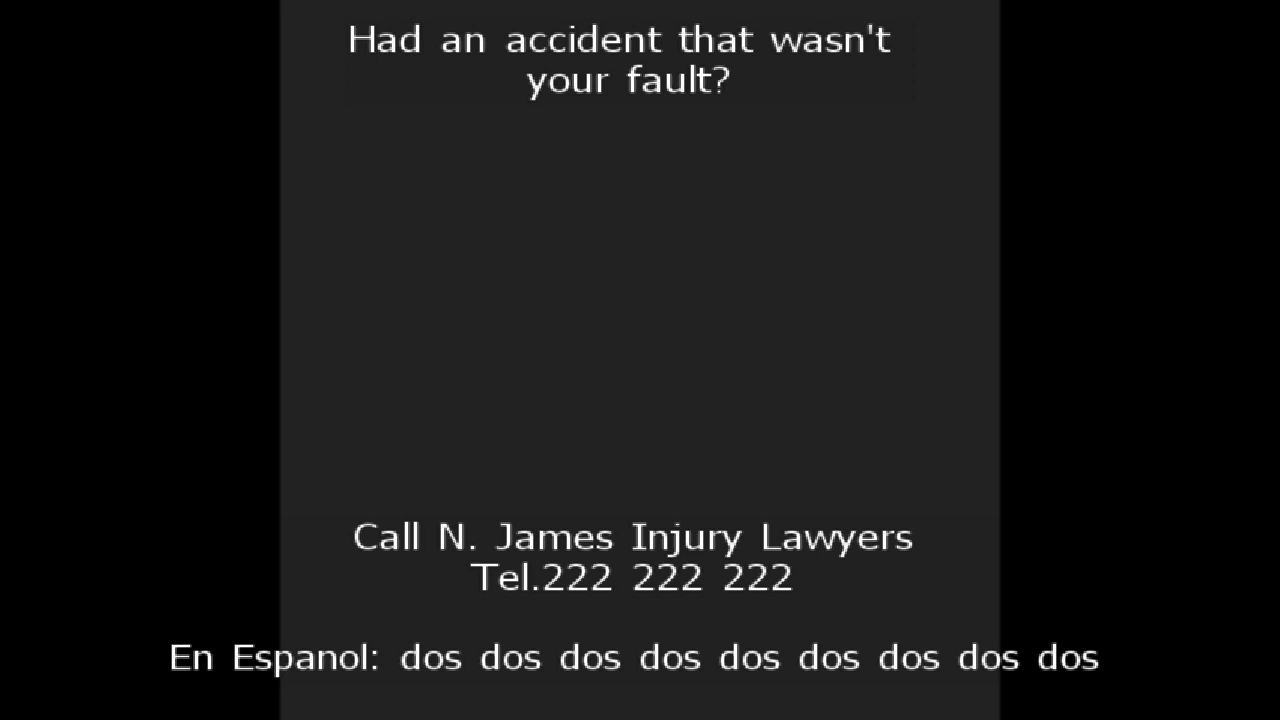 Had an accident that wasn't
your fault?
Call N. James Injury Lawyers
Tel.222 222 222
En Espanol: dos dos dos dos dos dos dos dos dos